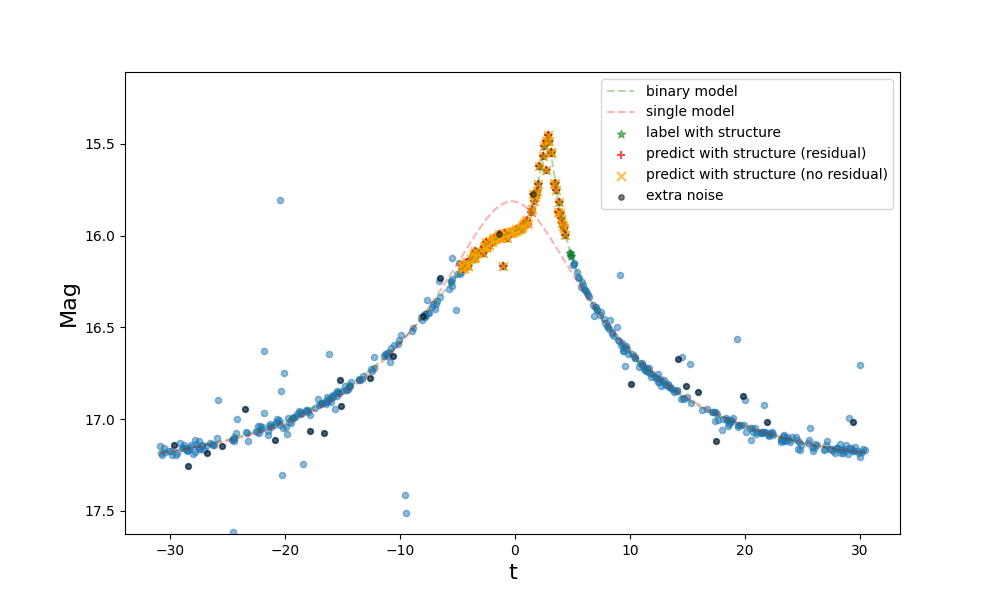 binary model
single model
label with structure
predict with structure (residual)
predict with structure (no residual)
extra noise
15.5
16.0
16.5
17.0
17.5
Mag
−30
−20
−10
0
10
20
30
t